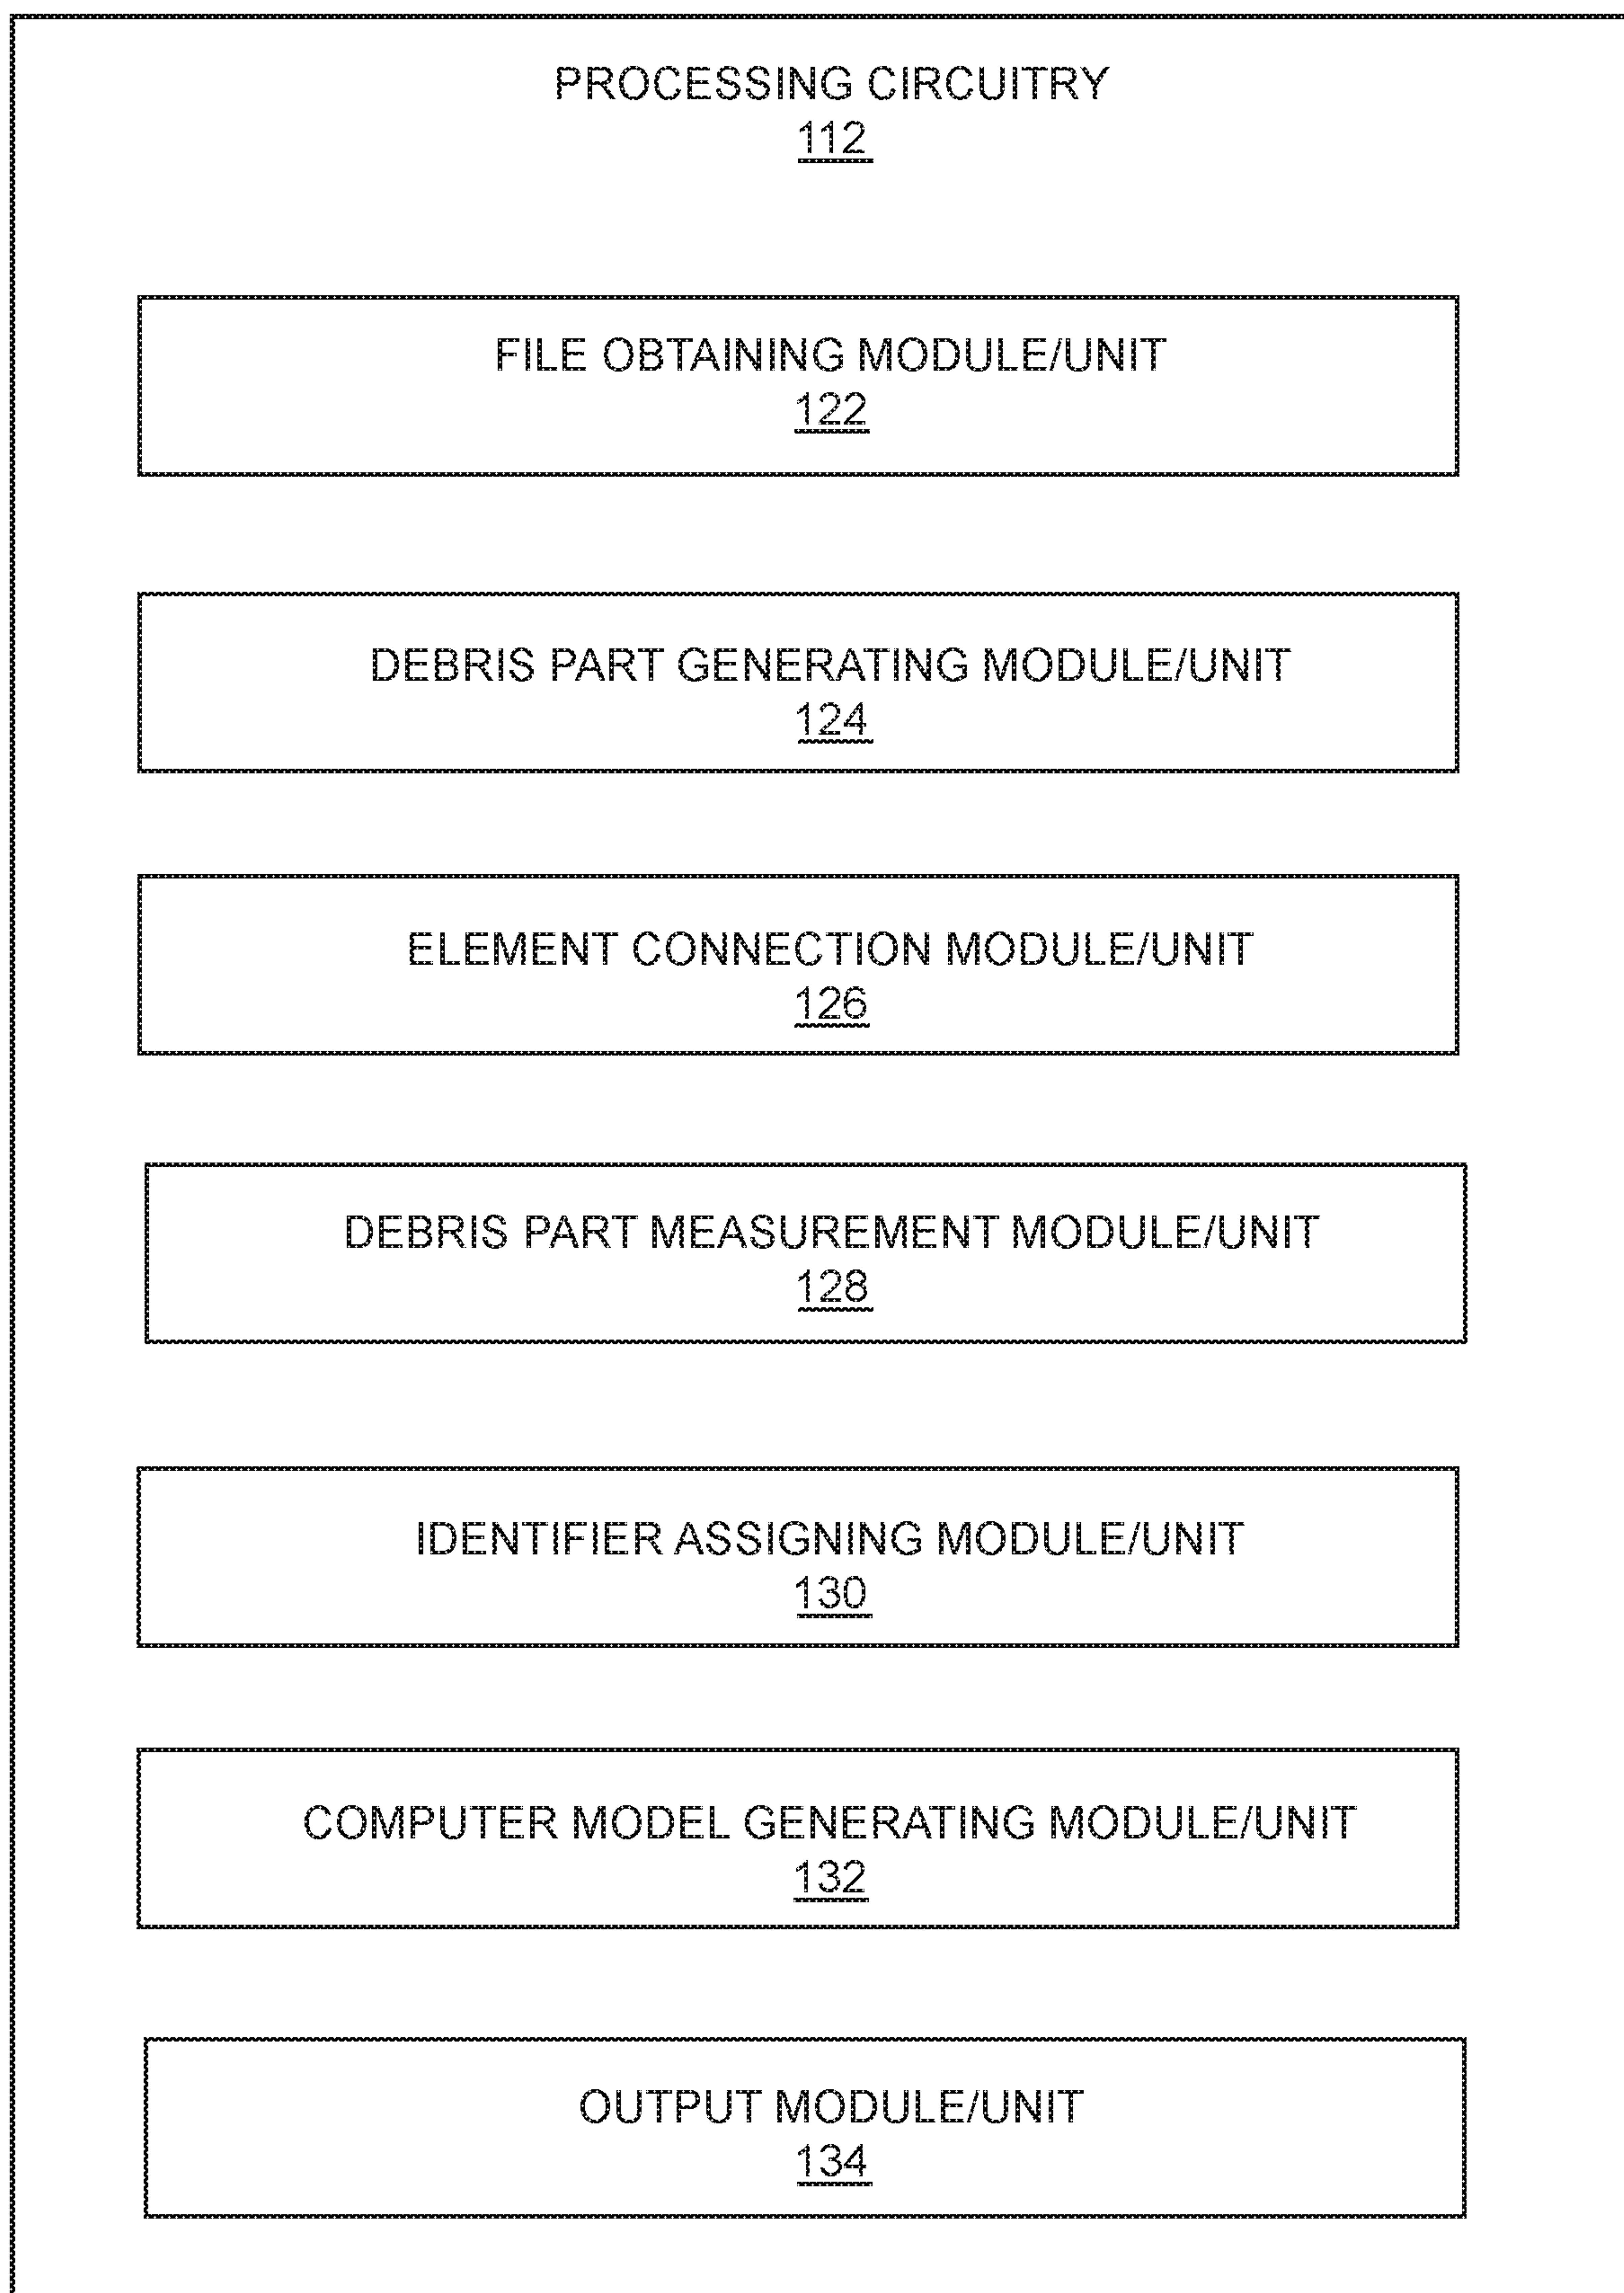 PROCESSING CIRCUITRY
112
FILE OBTAINING MODULE/UNIT
122
DEBRIS PART GENERATING MODULE/UNIT
124
ELEMENT CONNECTION MODULE/UNIT
126
DEBRIS PART MEASUREMENT MODULE/UNIT
128
IDENTIFIER ASSIGNING MODULE/UNIT
130
COMPUTER MODEL GENERATING MODULE/UNIT
132
OUTPUT MODULE/UNIT
134